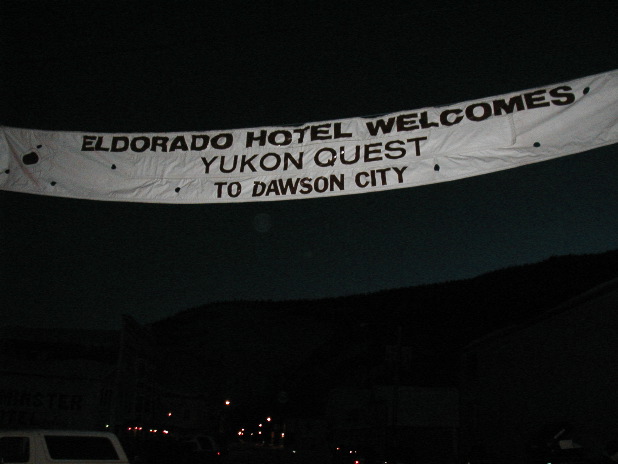 ELDORADO HOTEL WELCOMES
YUKON QUEST
TO DAWSON CITY